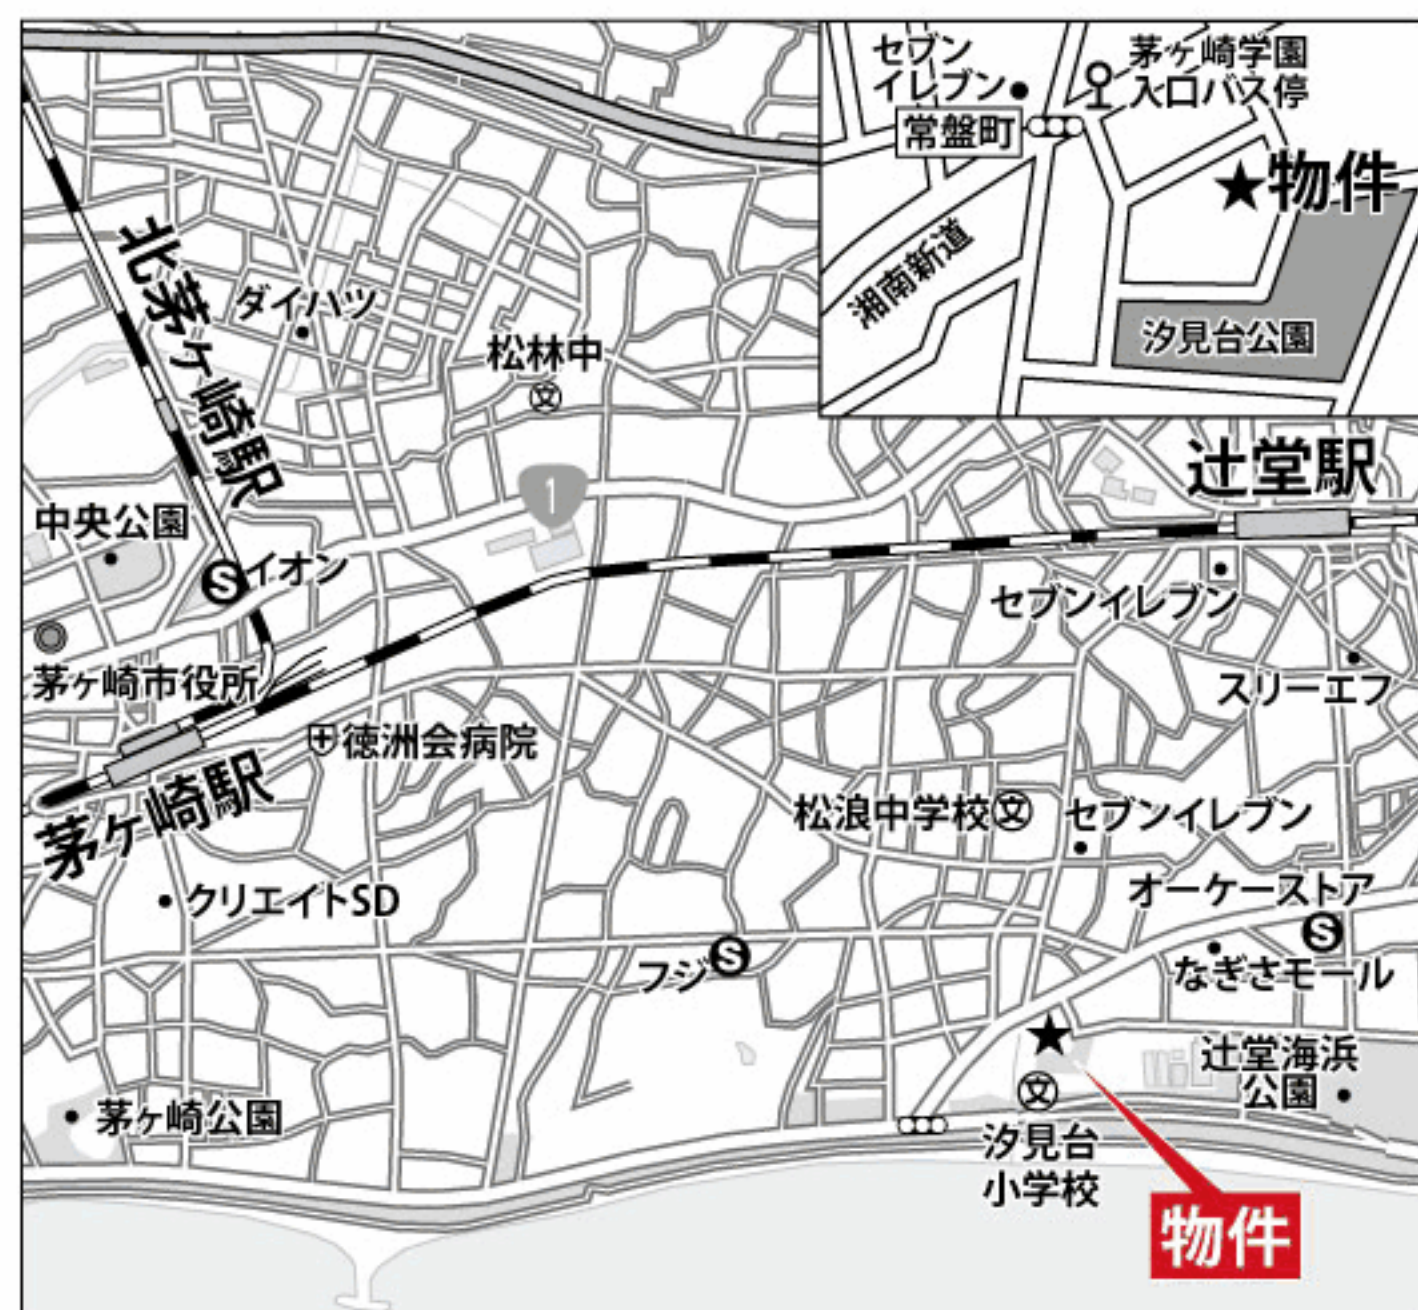 セブン
イレブン
茅ヶ崎学園
入口バス停
常盤町
物件
湘南新道
汐見台公園
北茅ヶ崎駅
ダイハツ
松林中
文
1
辻堂駅
中央公園
S
イオン
セブンイレブン
茅ヶ崎市役所
スリーエフ
徳洲会病院
茅ヶ崎駅
松浪中学校
文
セブンイレブン
オーケーストア
S
クリエイトSD
フジ
S
なぎさモール
辻堂海浜
公園
文
汐見台
小学校
茅ヶ崎公園
物件